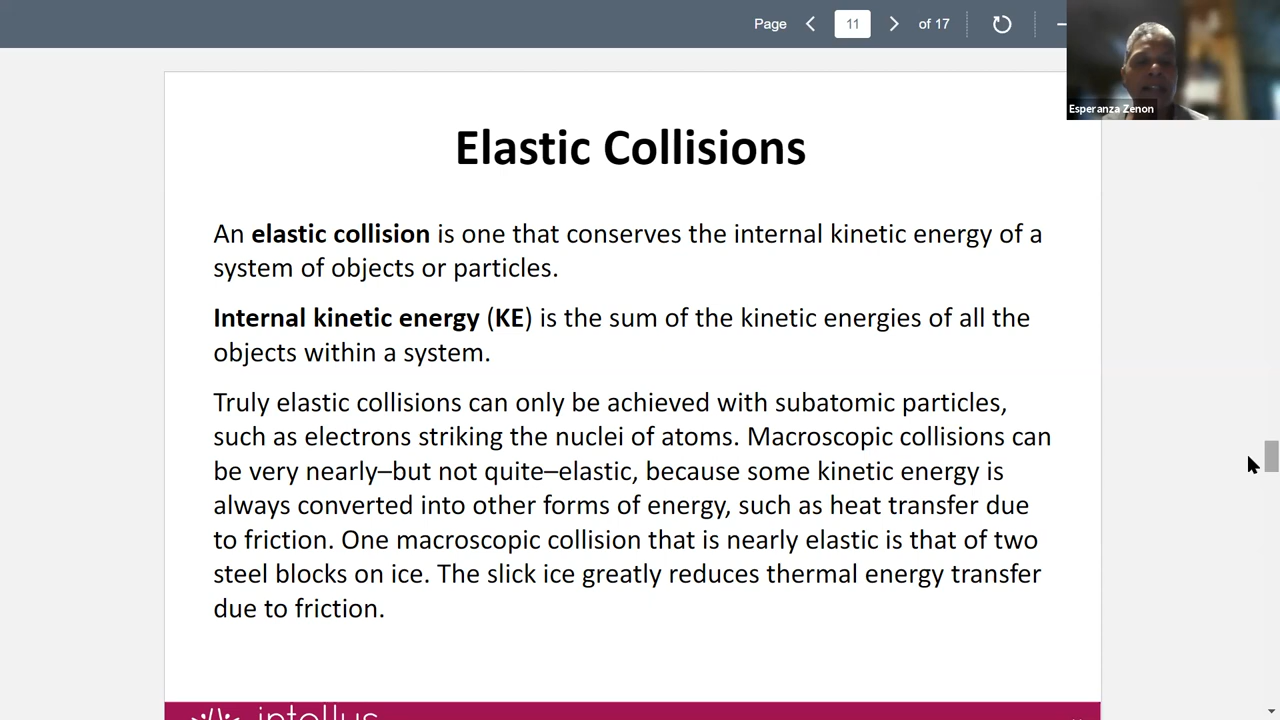 Page 11 of 17
Esperanza Zenon
Elastic Collisions
An elastic collision is one that conserves the internal kinetic energy of a
system of objects or particles.
Internal kinetic energy (KE) is the sum of the kinetic energies of all the
objects within a system.
Truly elastic collisions can only be achieved with subatomic particles,
such as electrons striking the nuclei of atoms. Macroscopic collisions can
be very nearly–but not quite–elastic, because some kinetic energy is
always converted into other forms of energy, such as heat transfer due
to friction. One macroscopic collision that is nearly elastic is that of two
steel blocks on ice. The slick ice greatly reduces thermal energy transfer
due to friction.
intellus